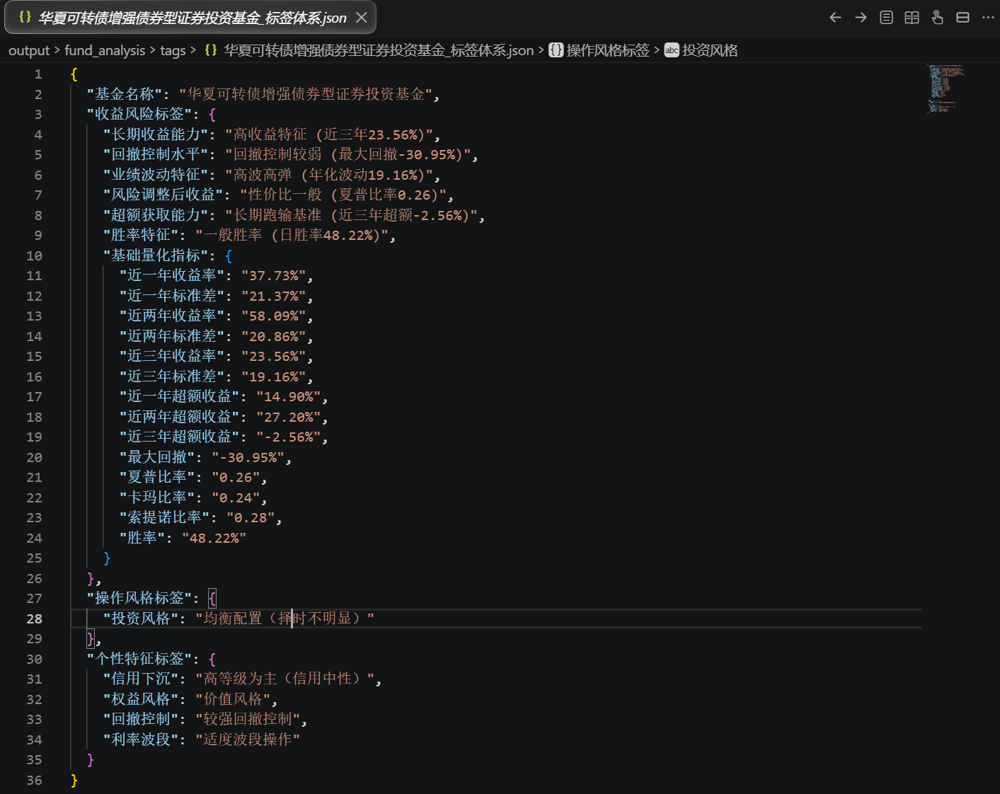 {} 华夏可转债增强债券型证券投资基金_标签体系.json
output > fund_analysis > tags > {} 华夏可转债增强债券型证券投资基金_标签体系.json > {} 操作风格标签 > abc 投资风格
1 {
2 "基金名称": "华夏可转债增强债券型证券投资基金",
3 "收益风险标签": {
4 "长期收益能力": "高收益特征 (近三年23.56%)",
5 "回撤控制水平": "回撤控制较弱 (最大回撤-30.95%)",
6 "业绩波动特征": "高波高弹 (年化波动19.16%)",
7 "风险调整后收益": "性价比一般 (夏普比率0.26)",
8 "超额获取能力": "长期跑输基准 (近三年超额-2.56%)",
9 "胜率特征": "一般胜率 (日胜率48.22%)",
10 "基础量化指标": {
11 "近一年收益率": "37.73%",
12 "近一年标准差": "21.37%",
13 "近两年收益率": "58.09%",
14 "近两年标准差": "20.86%",
15 "近三年收益率": "23.56%",
16 "近三年标准差": "19.16%",
17 "近一年超额收益": "14.90%",
18 "近两年超额收益": "27.20%",
19 "近三年超额收益": "-2.56%",
20 "最大回撤": "-30.95%",
21 "夏普比率": "0.26",
22 "卡玛比率": "0.24",
23 "索提诺比率": "0.28",
24 "胜率": "48.22%"
25 }
26 },
27 "操作风格标签": {
28 "投资风格": "均衡配置（择时不明显）"
29 },
30 "个性特征标签": {
31 "信用下沉": "高等级为主（信用中性）",
32 "权益风格": "价值风格",
33 "回撤控制": "较强回撤控制",
34 "利率波段": "适度波段操作"
35 }
36 }